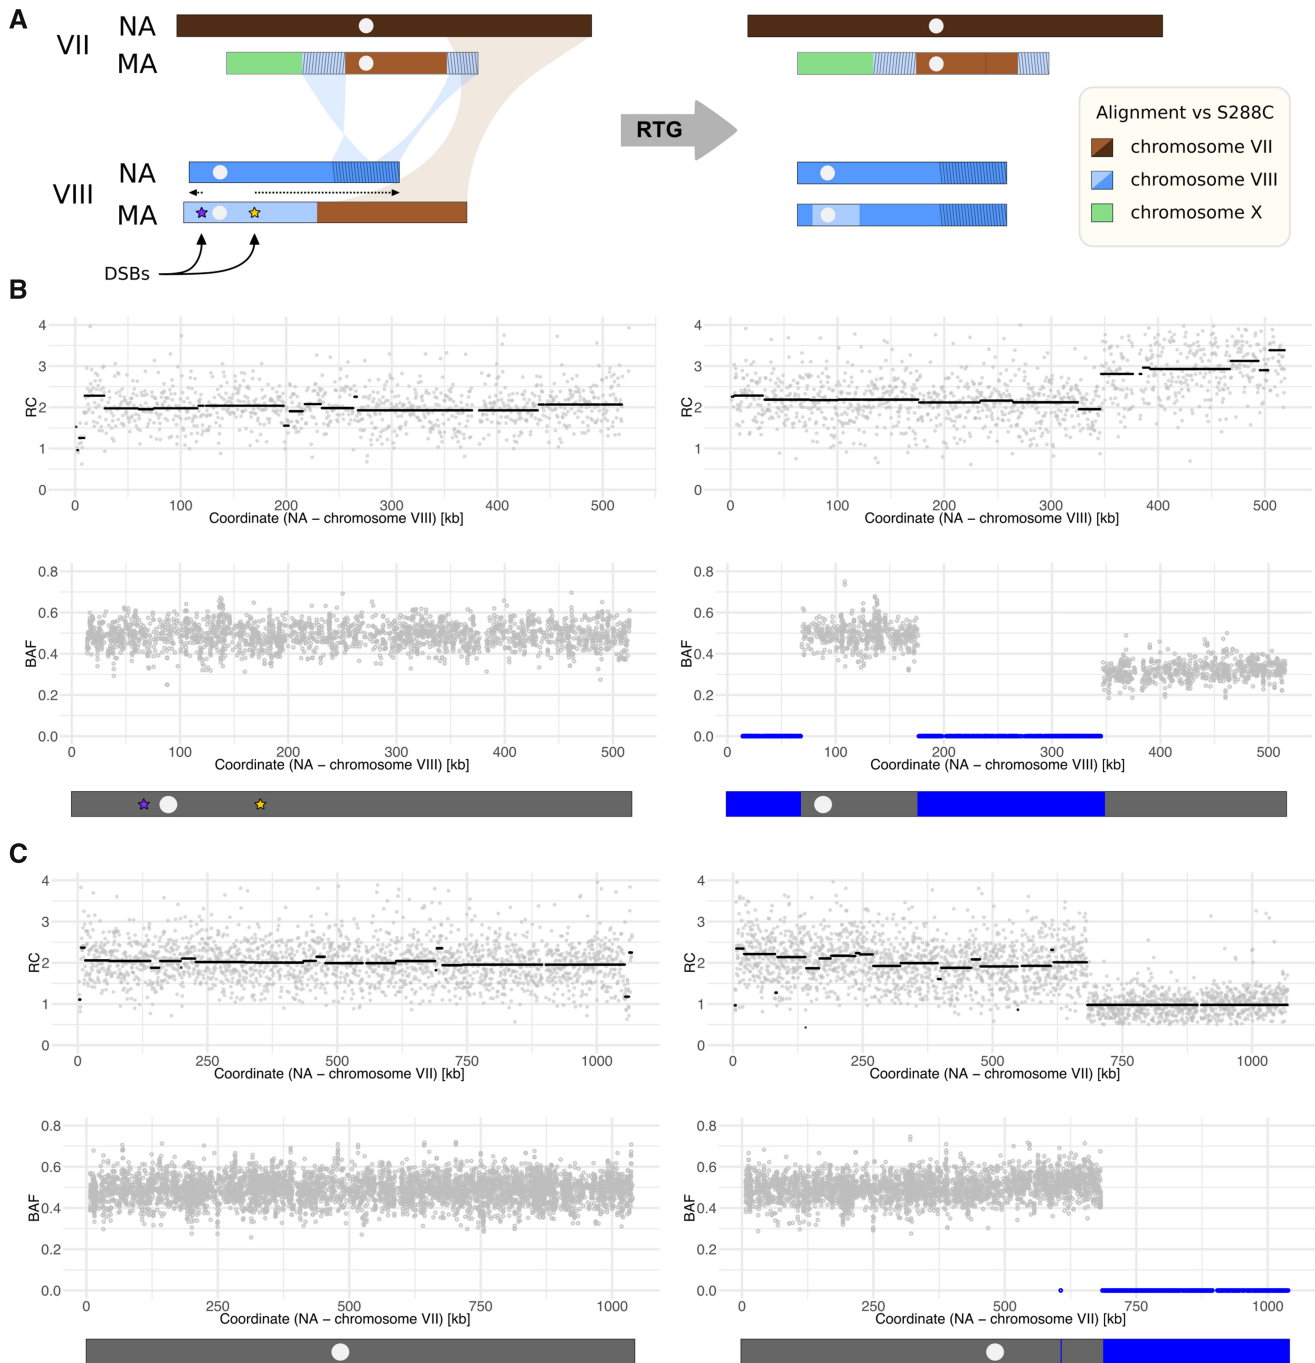 A
VII
NA
MA
VIII
NA
MA
DSBs
RTG
Alignment vs S288C
chromosome VII
chromosome VIII
chromosome X
B
4
3
2
1
0
RC
0 100 200 300 400 500
Coordinate (NA – chromosome VIII) [kb]
4
3
2
1
0
RC
0 100 200 300 400 500
Coordinate (NA – chromosome VIII) [kb]
0.8
0.6
0.4
0.2
0.0
BAF
0 100 200 300 400 500
Coordinate (NA – chromosome VIII) [kb]
0.8
0.6
0.4
0.2
0.0
BAF
0 100 200 300 400 500
Coordinate (NA – chromosome VIII) [kb]
C
4
3
2
1
0
RC
0 250 500 750 1000
Coordinate (NA – chromosome VII) [kb]
4
3
2
1
0
RC
0 250 500 750 1000
Coordinate (NA – chromosome VII) [kb]
0.8
0.6
0.4
0.2
0.0
BAF
0 250 500 750 1000
Coordinate (NA – chromosome VII) [kb]
0.8
0.6
0.4
0.2
0.0
BAF
0 250 500 750 1000
Coordinate (NA – chromosome VII) [kb]